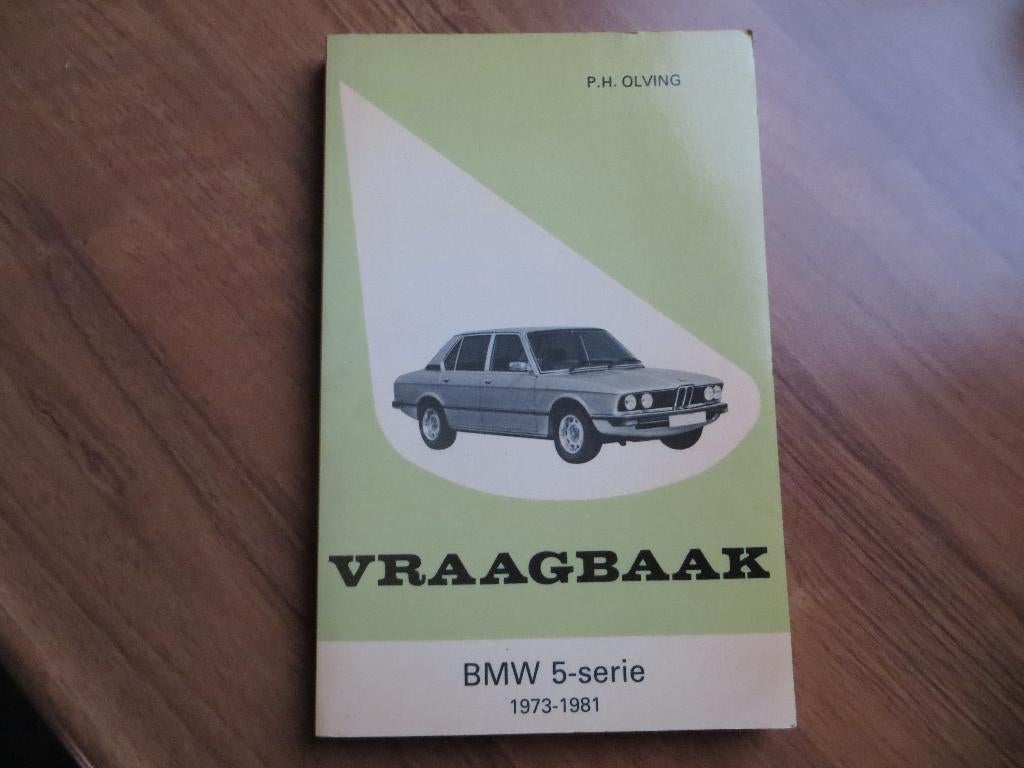 P.H. OLVING
VRAAGBAAK
BMW 5-serie
1973-1981